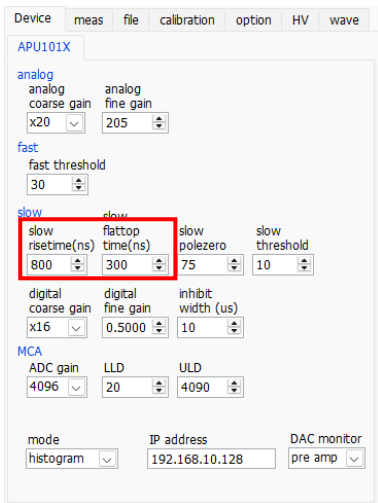 Device meas file calibration option HV wave
APU101X
analog
analog analog
coarse gain fine gain
x20 205
fast
fast threshold
30
slow slow
slow flattop slow slow
risetime(ns) time(ns) polezero threshold
800 300 75 10
digital digital inhibit
coarse gain fine gain width (us)
x16 0.5000 10
MCA
ADC gain LLD ULD
4096 20 4090
mode IP address DAC monitor
histogram 192.168.10.128 pre amp